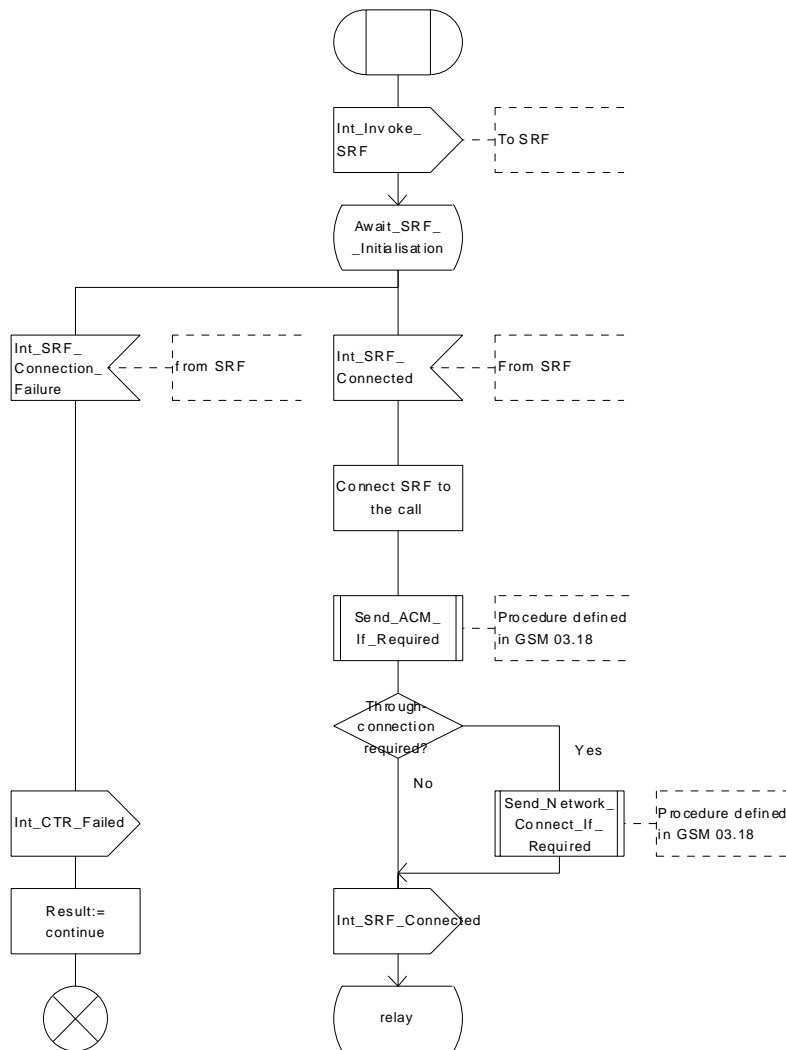 Int_Invoke_
SRF
To SRF
Await_SRF_
_Initialisation
Int_SRF_
Connection_
Failure
from SRF
Int_SRF_
Connected
From SRF
Connect SRF to
the call
Send_ACM_
If_Required
Procedure defined
in GSM 03.18
Through-
connection
required?
Yes
No
Int_CTR_Failed
Send_Network_
Connect_If_
Required
Procedure defined
in GSM 03.18
Result:=
continue
Int_SRF_Connected
relay